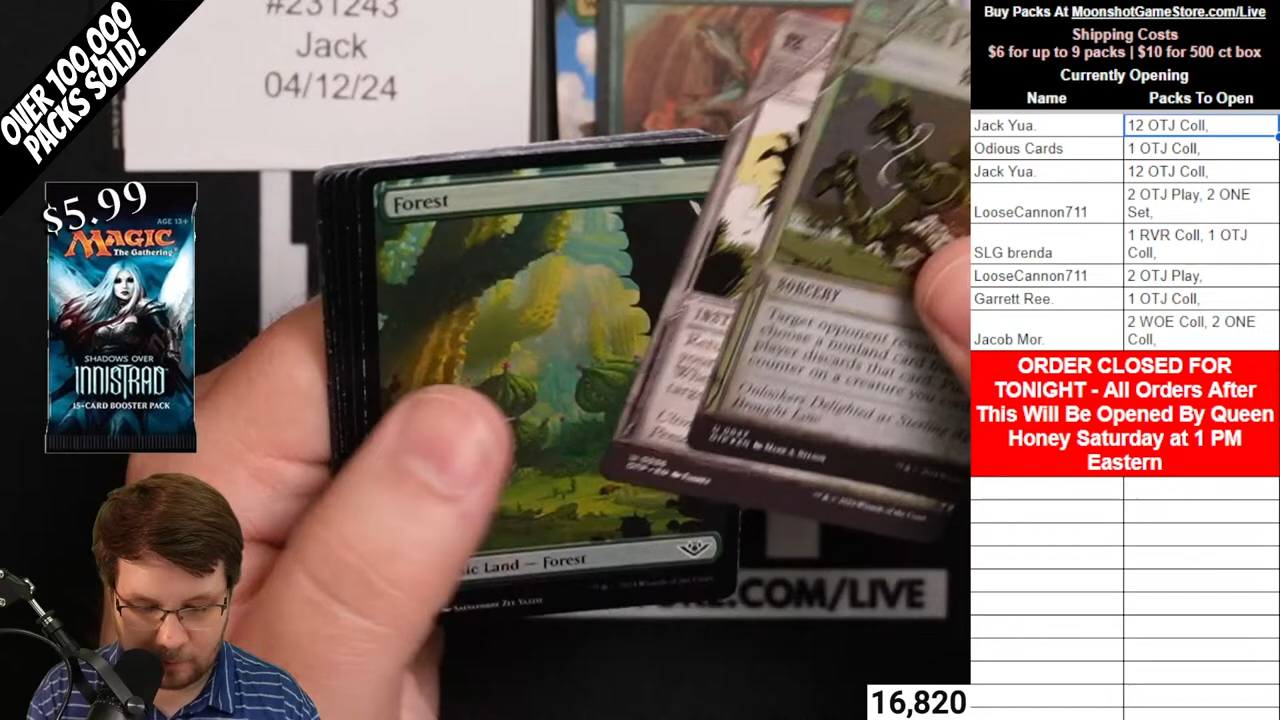 OVER 100,000
PACKS SOLD!
#231243
Jack
04/12/24
$5.99
AGE 13+
MAGIC
The Gathering
SHADOWS OVER
INNISTRAD
15-CARD BOOSTER PACK
Forest
Land — Forest
SORCERY
Target opponent
choose a nonland card
player discards that card.
counter on a creature you
Omenkers Delighted as Sterling
.COM/LIVE
16,820
Buy Packs At MoonshotGameStore.com/Live
Shipping Costs
$6 for up to 9 packs | $10 for 500 ct box
Currently Opening
Name Packs To Open
Jack Yua. 12 OTJ Coll,
Odious Cards 1 OTJ Coll,
Jack Yua. 12 OTJ Coll,
LooseCannon711 2 OTJ Play, 2 ONE
Set,
SLG brenda 1 RVR Coll, 1 OTJ
Coll,
LooseCannon711 2 OTJ Play,
Garrett Ree. 1 OTJ Coll,
Jacob Mor. 2 WOE Coll, 2 ONE
Coll,
ORDER CLOSED FOR
TONIGHT - All Orders After
This Will Be Opened By Queen
Honey Saturday at 1 PM
Eastern